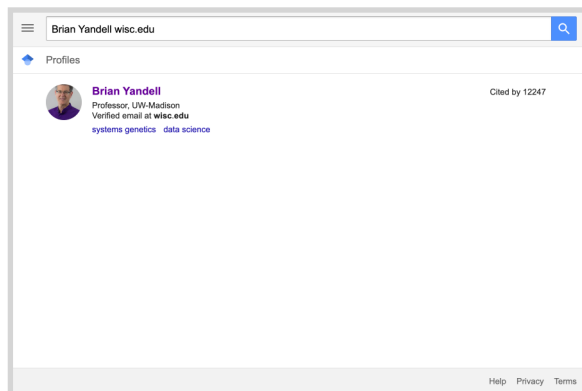 Brian Yandell wisc.edu
Profiles
Brian Yandell
Cited by 12247
Professor, UW-Madison
Verified email at wisc.edu
systems genetics data science
Help Privacy Terms